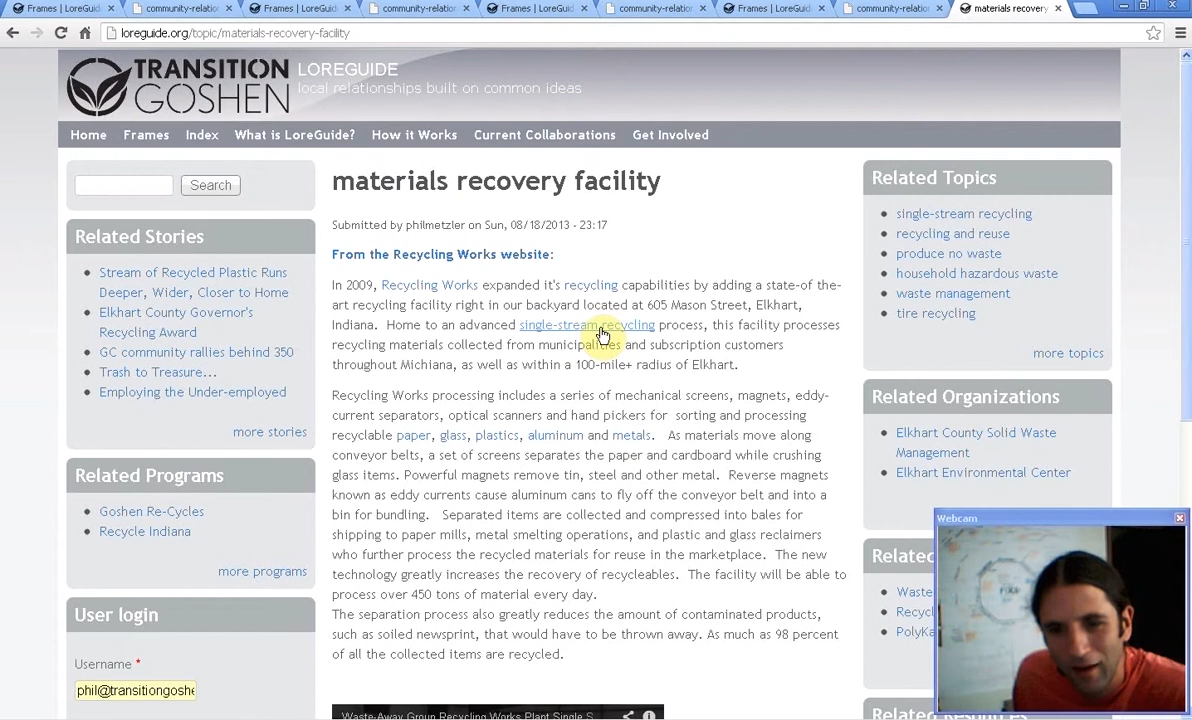 Frames | LoreGu
community-relation
Frames | LoreGuide
community-relation
Frames | LoreGuide
community-relation
Frames | LoreGuide
community-relation
materials recovery
loreguide.org/topic/materials-recovery-facility
TRANSITION
GOSHEN
LOREGUIDE
local relationships built on common ideas
Home
Frames
Index
What is LoreGuide?
How it Works
Current Collaborations
Get Involved
Search
Related Stories
Stream of Recycled Plastic Runs
Deeper, Wider, Closer to Home
Elkhart County Governor's
Recycling Award
GC community rallies behind 350
Trash to Treasure...
Employing the Under-employed
more stories
Related Programs
Goshen Re-Cycles
Recycle Indiana
more programs
User login
Username *
phil@transitiongoshe
materials recovery facility
Submitted by philmetzler on Sun, 08/18/2013 - 23:17
From the Recycling Works website:
In 2009, Recycling Works expanded it's recycling capabilities by adding a state-of the-
art recycling facility right in our backyard located at 605 Mason Street, Elkhart,
Indiana. Home to an advanced single-stream recycling process, this facility processes
recycling materials collected from municipalities and subscription customers
throughout Michiana, as well as within a 100-mile+ radius of Elkhart.
Recycling Works processing includes a series of mechanical screens, magnets, eddy-
current separators, optical scanners and hand pickers for sorting and processing
recyclable paper, glass, plastics, aluminum and metals. As materials move along
conveyor belts, a set of screens separates the paper and cardboard while crushing
glass items. Powerful magnets remove tin, steel and other metal. Reverse magnets
known as eddy currents cause aluminum cans to fly off the conveyor belt and into a
bin for bundling. Separated items are collected and compressed into bales for
shipping to paper mills, metal smelting operations, and plastic and glass reclaimers
who further process the recycled materials for reuse in the marketplace. The new
technology greatly increases the recovery of recycleables. The facility will be able to
process over 450 tons of material every day.
The separation process also greatly reduces the amount of contaminated products,
such as soiled newsprint, that would have to be thrown away. As much as 98 percent
of all the collected items are recycled.
Waste-Away Group Recycling Works Plant Single S
Related Topics
single-stream recycling
recycling and reuse
produce no waste
household hazardous waste
waste management
tire recycling
more topics
Related Organizations
Elkhart County Solid Waste
Management
Elkhart Environmental Center
Related
Waste
Recycl
PolyKa
Related Resources
Webcam